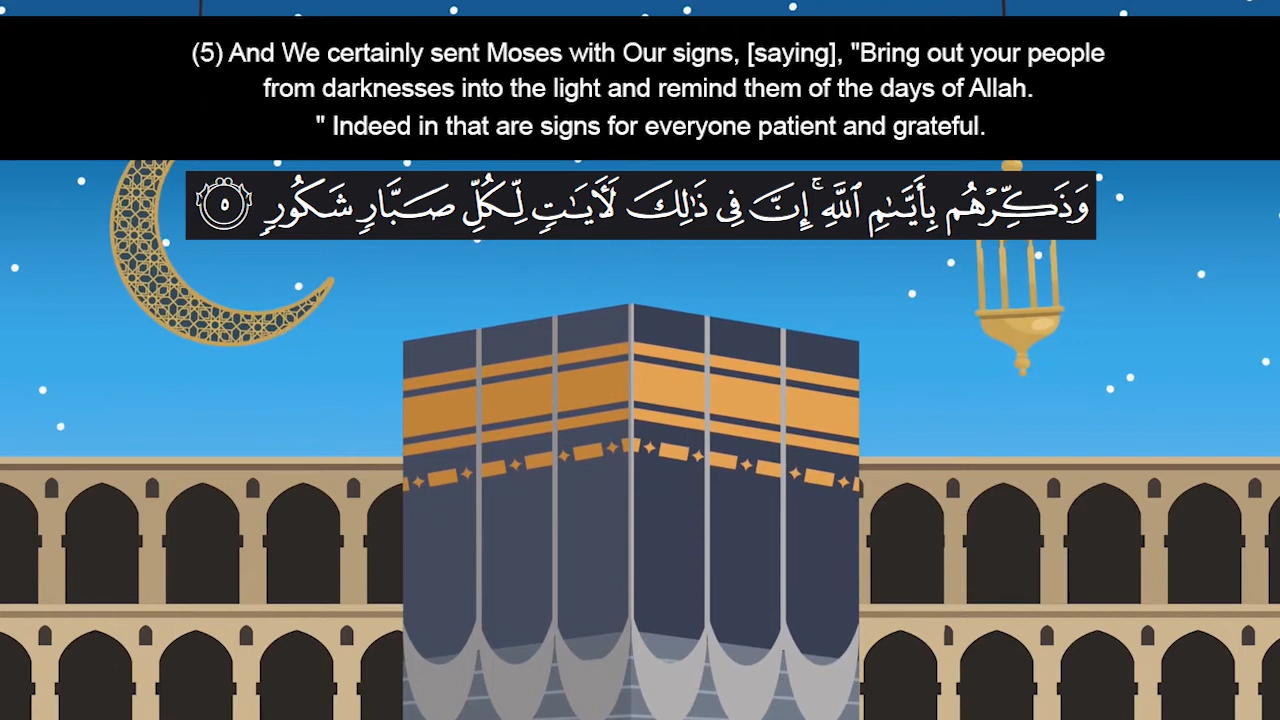 (5) And We certainly sent Moses with Our signs, [saying], "Bring out your people
from darknesses into the light and remind them of the days of Allah.
" Indeed in that are signs for everyone patient and grateful.
وَذَكِّرْهُم بِأَيَّىٰمِ ٱللَّهِ ۚ إِنَّ فِى ذَٰلِكَ لَـَٔايَـٰتٍ لِّكُلِّ صَبَّارٍ شَكُورٍ ٥